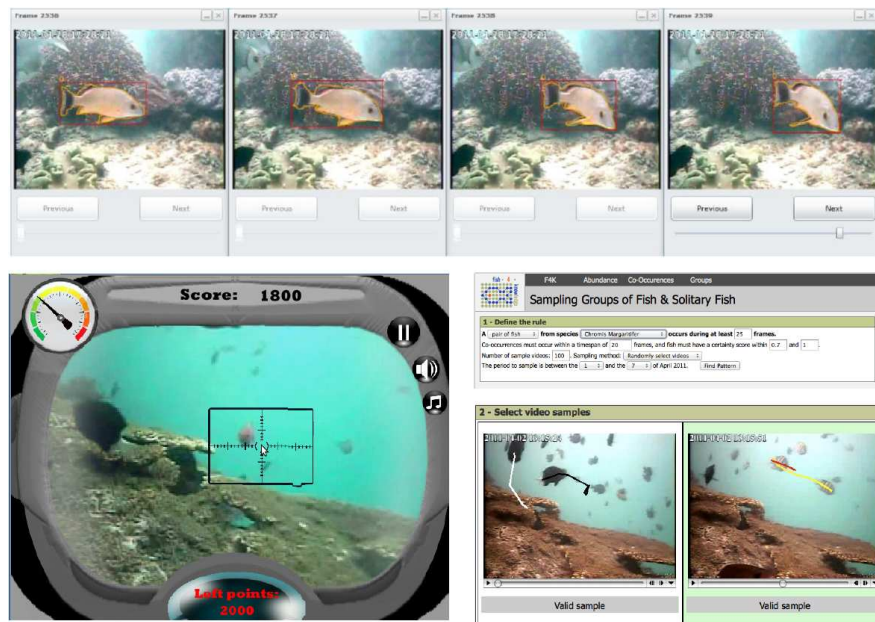 Frame 2336
Frame 2337
Frame 2338
Frame 2339
Previous Next
Previous Next
Previous Next
Previous Next
Score: 1800
Left points:
2000
fish 4
F4K Abundance Co-Occurences Groups
Sampling Groups of Fish & Solitary Fish
1 - Define the rule
A pair of fish from species Chromis Margaritifer occurs during at least 25 frames.
Co-occurrences must occur within a timespan of 20 frames, and fish must have a certainty score within 0.7 and 1 .
Number of sample videos: 100 . Sampling method: Randomly select videos
The period to sample is between the 1 and the 7 of April 2011. Find Pattern
2 - Select video samples
Valid sample
Valid sample